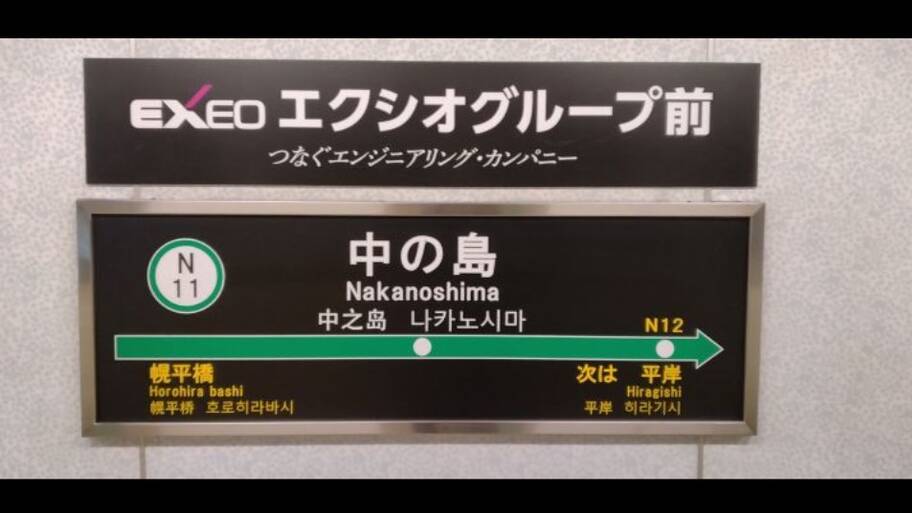 EXEO エクシオグループ前
つなぐエンジニアリング・カンパニー
N
11
中の島
Nakanoshima
中之岛 나카노시마
N12
幌平橋
Horohira bashi
幌平桥 호로히라바시
次は 平岸
Hiragishi
平岸 히라기시